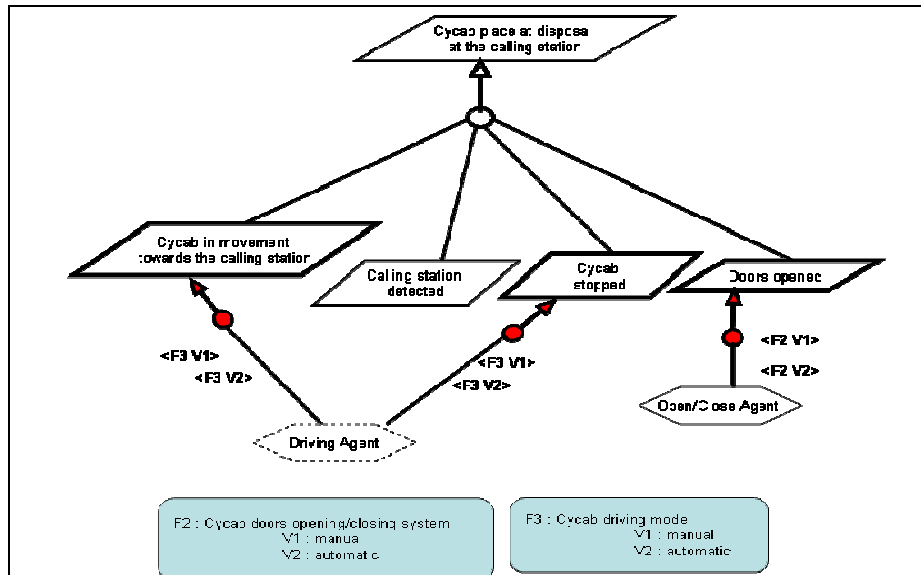 Cycab place at disposa
at the calling station
Cycab in movement
towards the calling station
Calling station
detected
Cycab
stopped
Doors opened
<F3 V1>
<F3 V2>
<F3 V1>
<F3 V2>
<F2 V1>
<F2 V2>
Driving Agent
Open/Close Agent
F2 : Cycab doors opening/closing system
V1 : manua
V2 : automatic
F3 : Cycab driving mode
V1 : manual
V2 : automatic